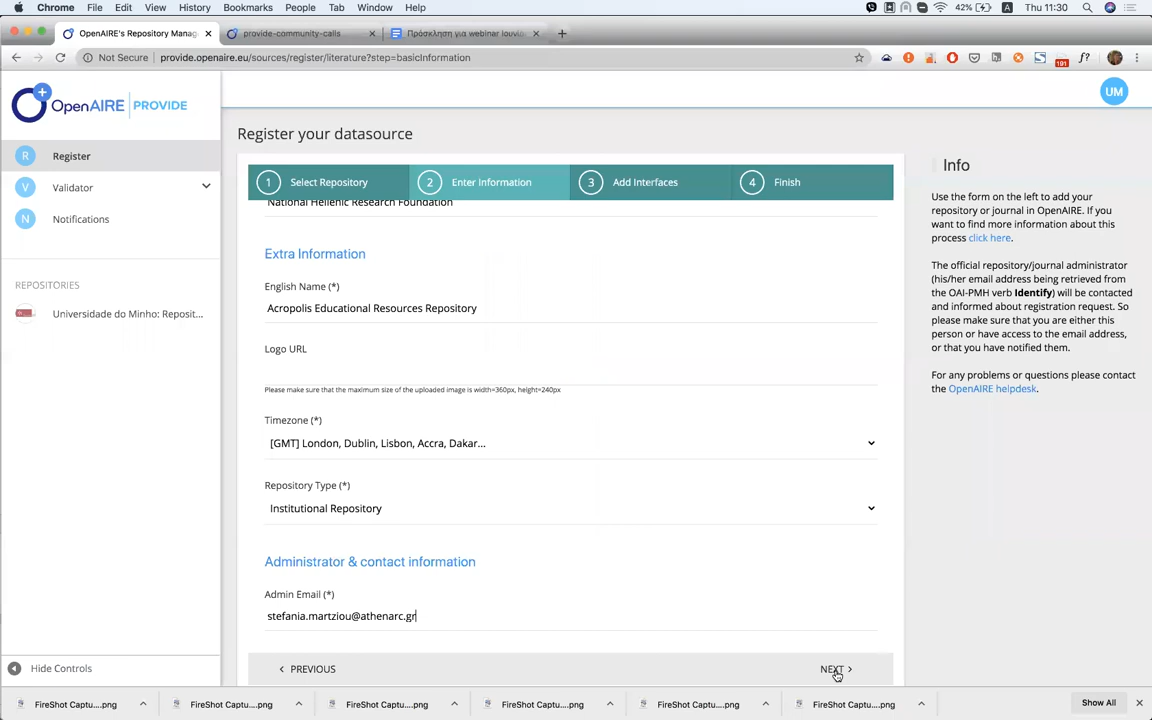 Chrome File Edit View History Bookmarks People Tab Window Help 42% A Thu 11:30
OpenAIRE's Repository Mana provide-community-calls Πρόσκληση για webinar Ιουνίο
Not Secure provide.openaire.eu/sources/register/literature?step=basicInformation 191 f?
OpenAIRE PROVIDE
UM
R Register
V Validator
N Notifications
REPOSITORIES
Universidade do Minho: Reposit...
Hide Controls
Register your datasource
1 Select Repository 2 Enter Information 3 Add Interfaces 4 Finish
National Hellenic Research Foundation
Extra Information
English Name (*)
Acropolis Educational Resources Repository
Logo URL
Please make sure that the maximum size of the uploaded image is width=360px, height=240px
Timezone (*)
[GMT] London, Dublin, Lisbon, Accra, Dakar...
Repository Type (*)
Institutional Repository
Administrator & contact information
Admin Email (*)
stefania.martziou@athenarc.gr
PREVIOUS NEXT
Info
Use the form on the left to add your
repository or journal in OpenAIRE. If you
want to find more information about this
process click here.
The official repository/journal administrator
(his/her email address being retrieved from
the OAI-PMH verb Identify) will be contacted
and informed about registration request. So
please make sure that you are either this
person or have access to the email address,
or that you have notified them.
For any problems or questions please contact
the OpenAIRE helpdesk.
FireShot Captu....png FireShot Captu....png FireShot Captu....png FireShot Captu....png FireShot Captu....png FireShot Captu....png Show All